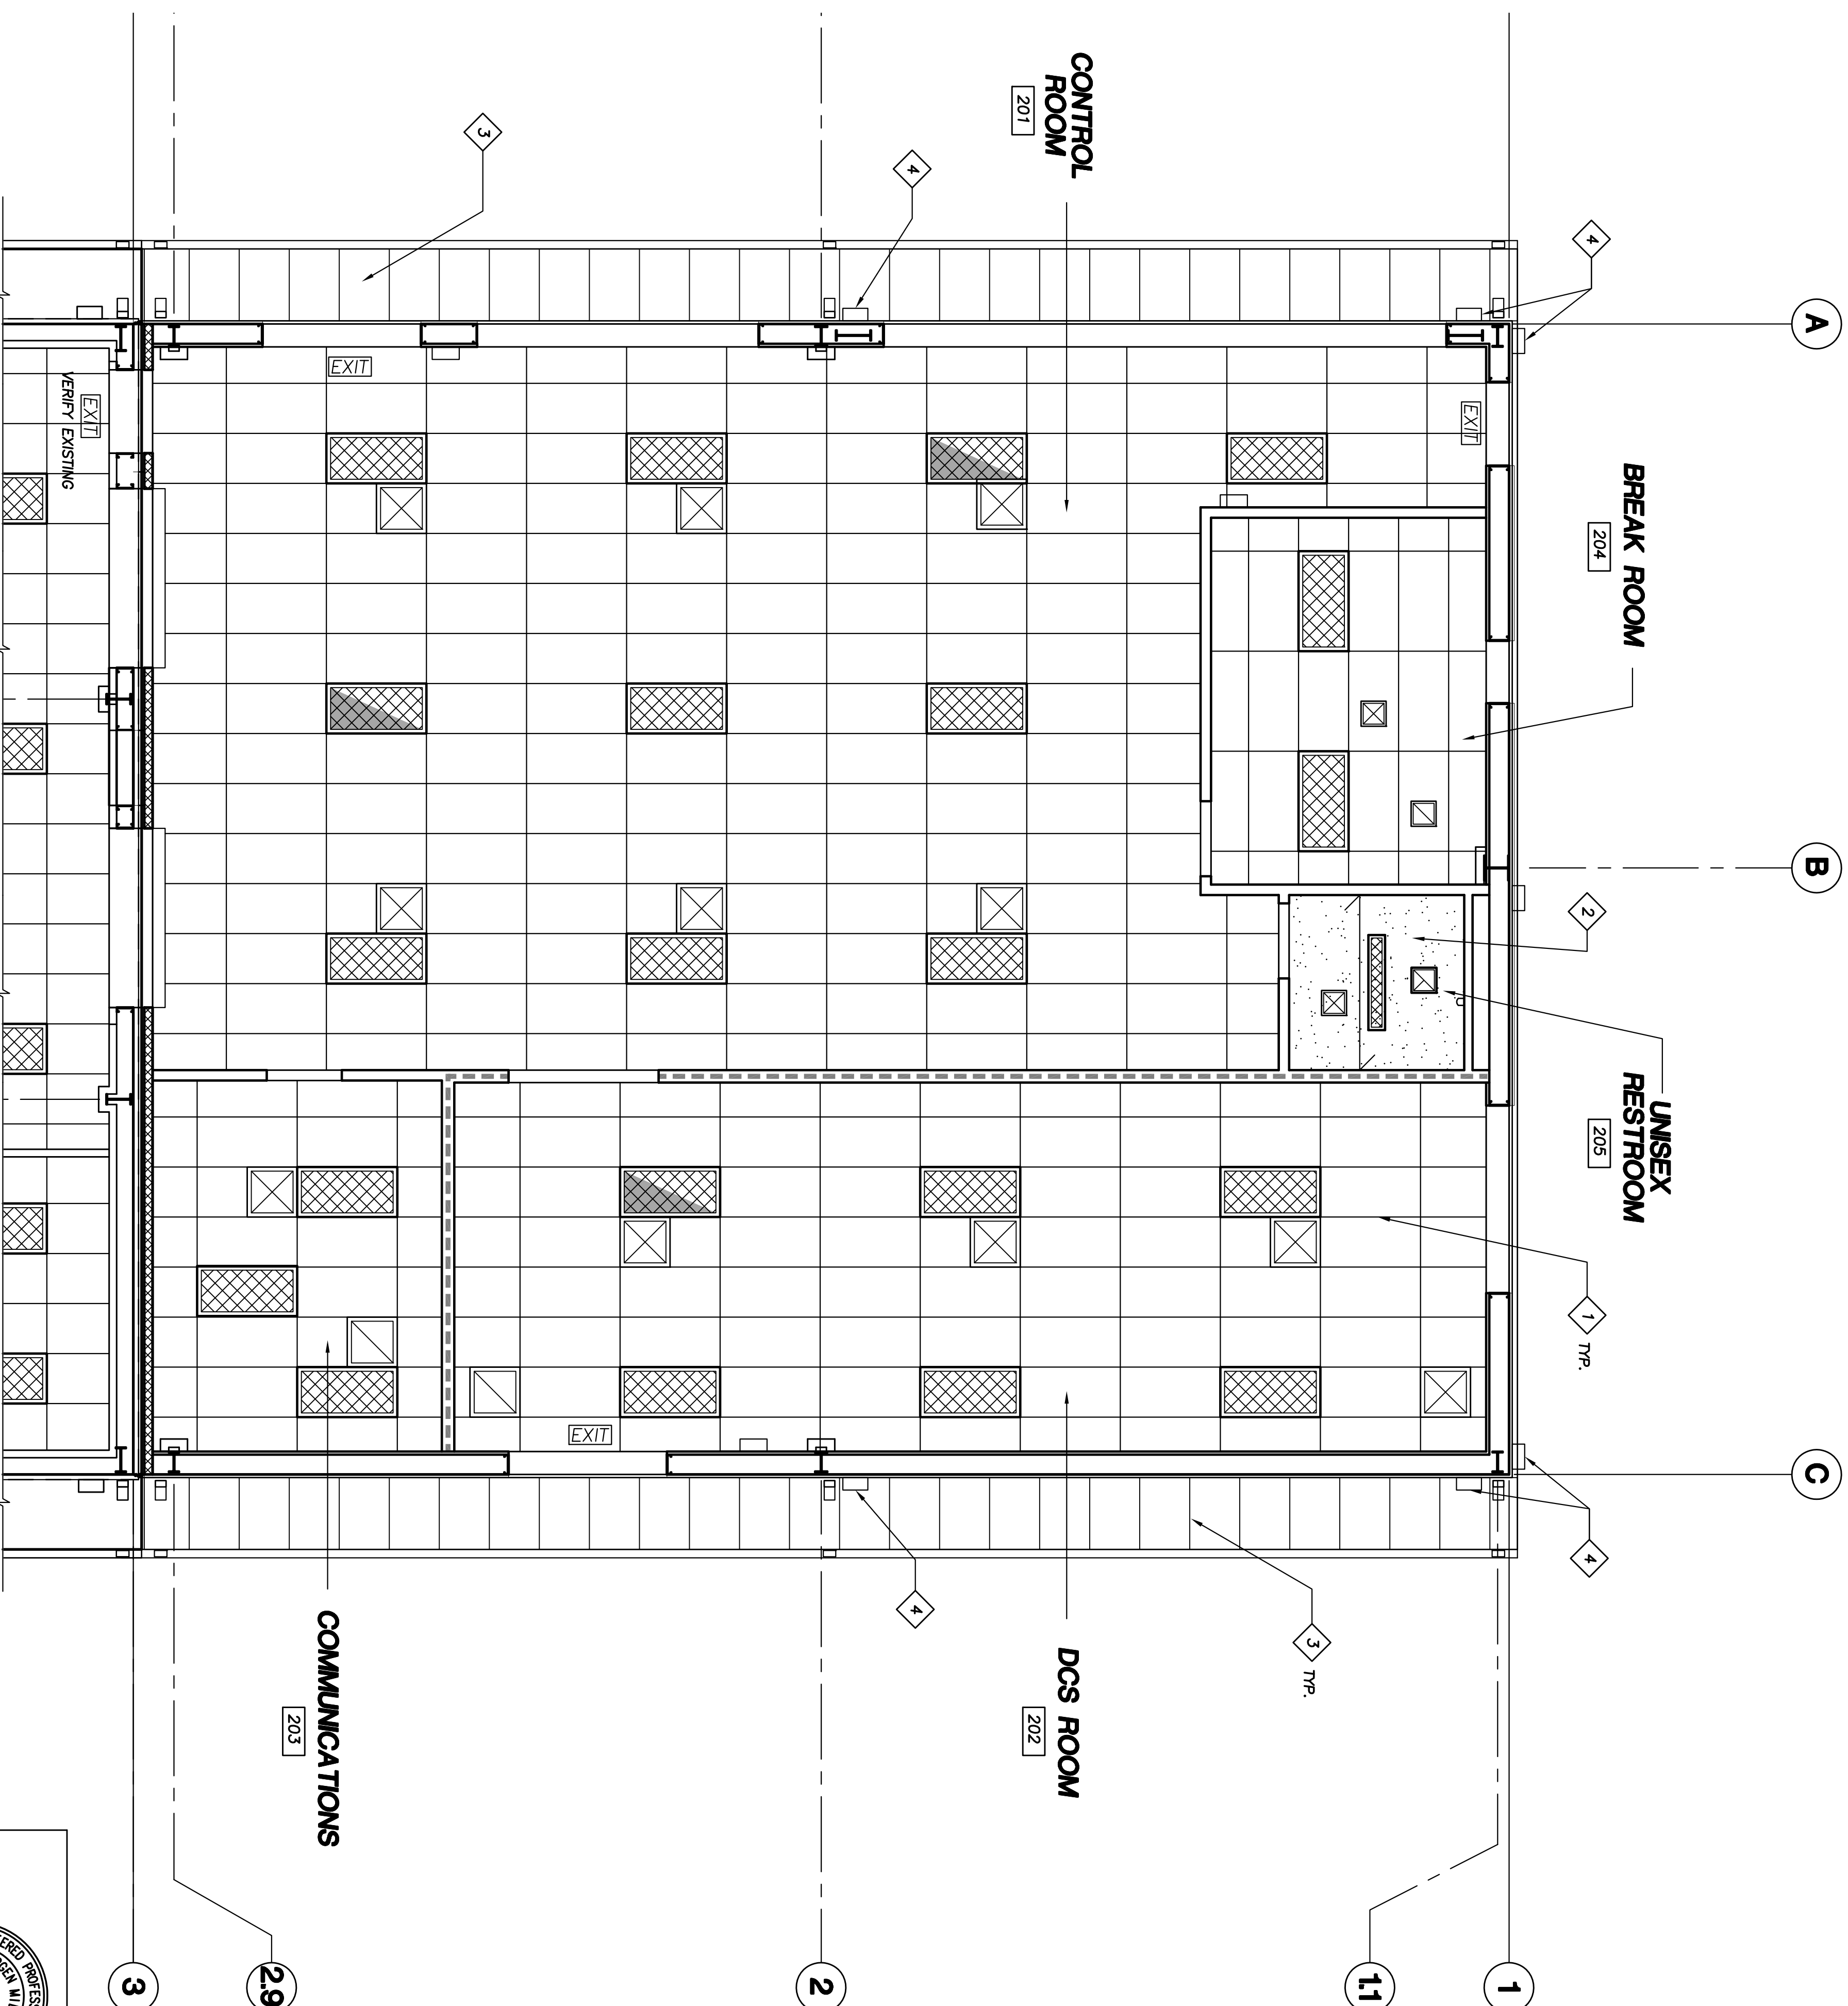 A
B
C
4
4
CONTROL
ROOM
201
3
BREAK ROOM
204
2
UNISEX
RESTROOM
205
1
TYP.
EXIT
EXIT
EXIT
EXIT
VERIFY EXISTING
4
4
3
TYP.
DCS ROOM
202
COMMUNICATIONS
203
1
1.1
2
2.9
3